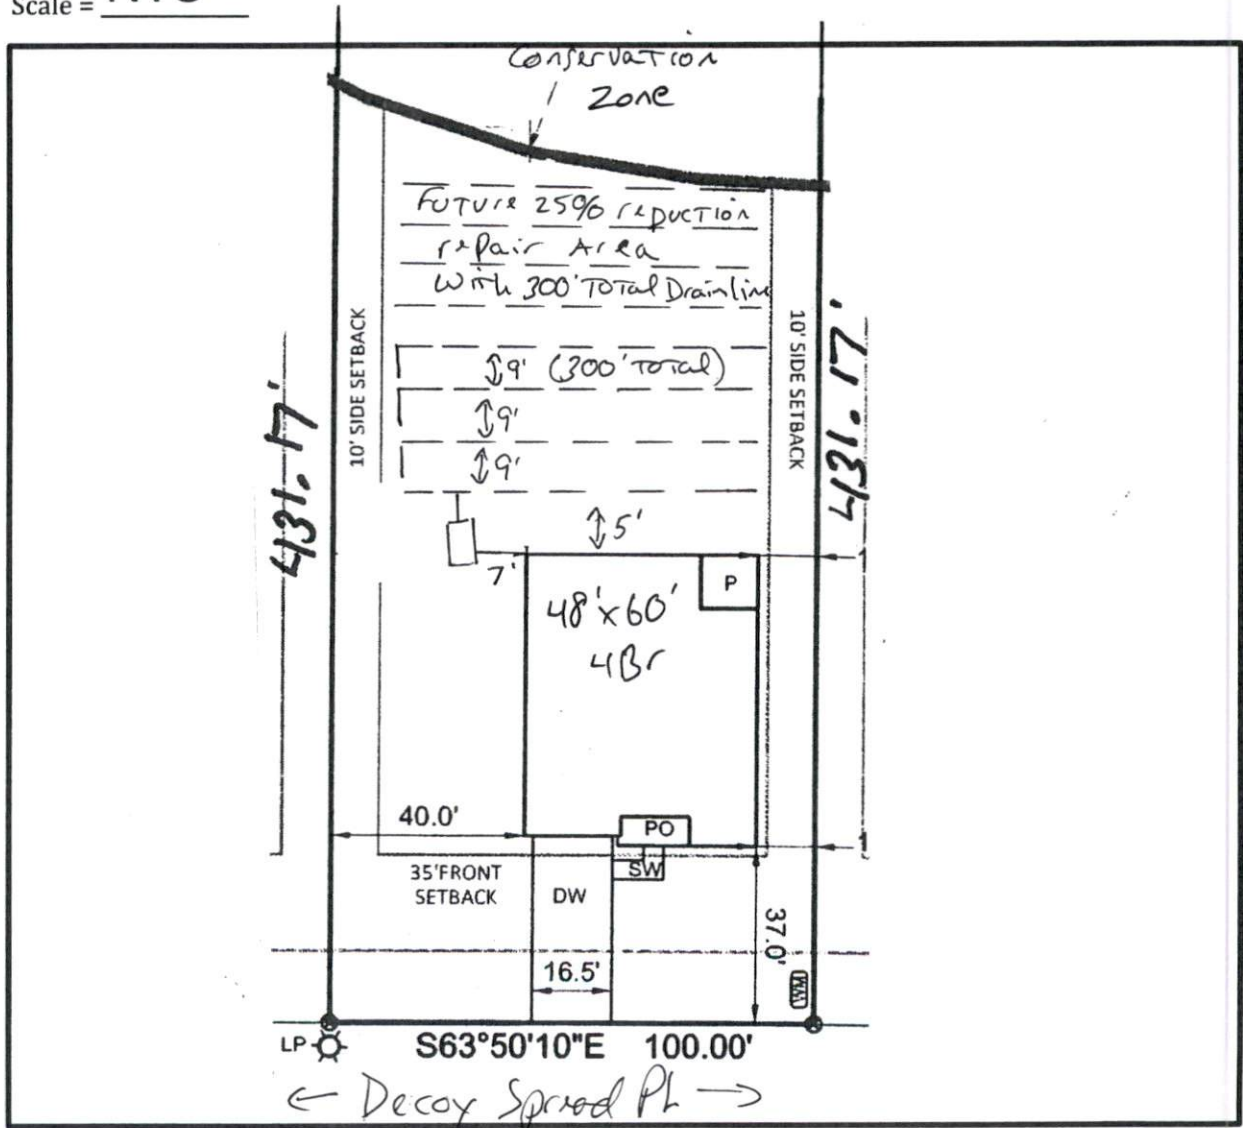 Scale = NTS
Conservation
Zone
Future 25% reduction
repair Area
With 300' Total Drainline
10' SIDE SETBACK
10' SIDE SETBACK
431.17'
431.17'
9' (300' Total)
9'
9'
5'
7'
P
48'x60'
4Br
40.0'
PO
SW
35'FRONT
SETBACK
DW
37.0'
16.5'
WM
LP
S63°50'10"E 100.00'
← Decoy Spread PL →